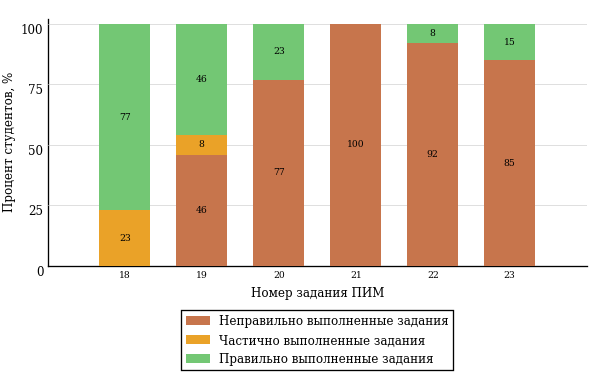 Процент студентов, %
100
75
50
25
0
77
23
46
8
46
23
77
100
8
92
15
85
18 19 20 21 22 23
Номер задания ПИМ
Неправильно выполненные задания
Частично выполненные задания
Правильно выполненные задания